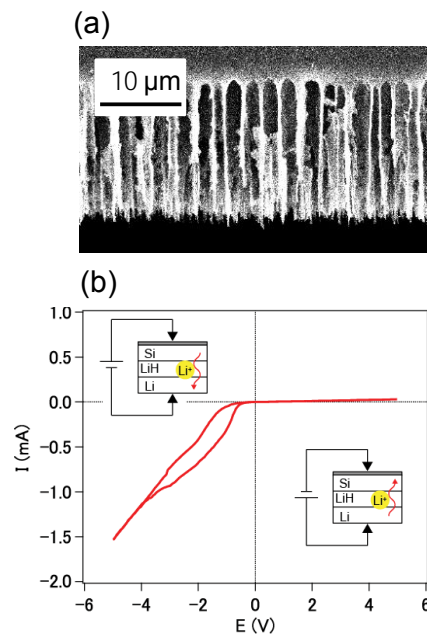 (a)
10 μm
(b)
1.0
0.5
0.0
-0.5
-1.0
-1.5
-2.0
I (mA)
Si
LiH
Li⁺
Li
Si
LiH
Li⁺
Li
−6 −4 −2 0 2 4 6
E (V)